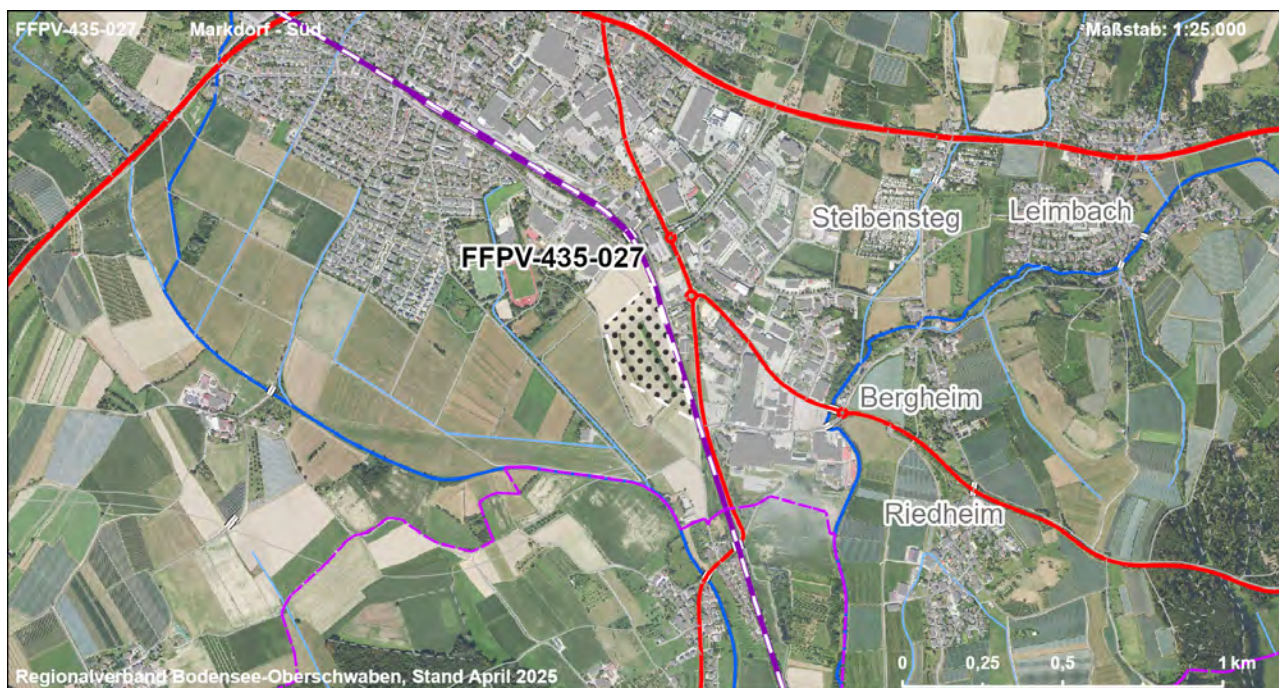 FFPV-435-027 Markdorf - Süd Maßstab: 1:25.000
Steibensteg
Leimbach
FFPV-435-027
Bergheim
Riedheim
0 0,25 0,5 1 km
Regionalverband Bodensee-Oberschwaben, Stand April 2025